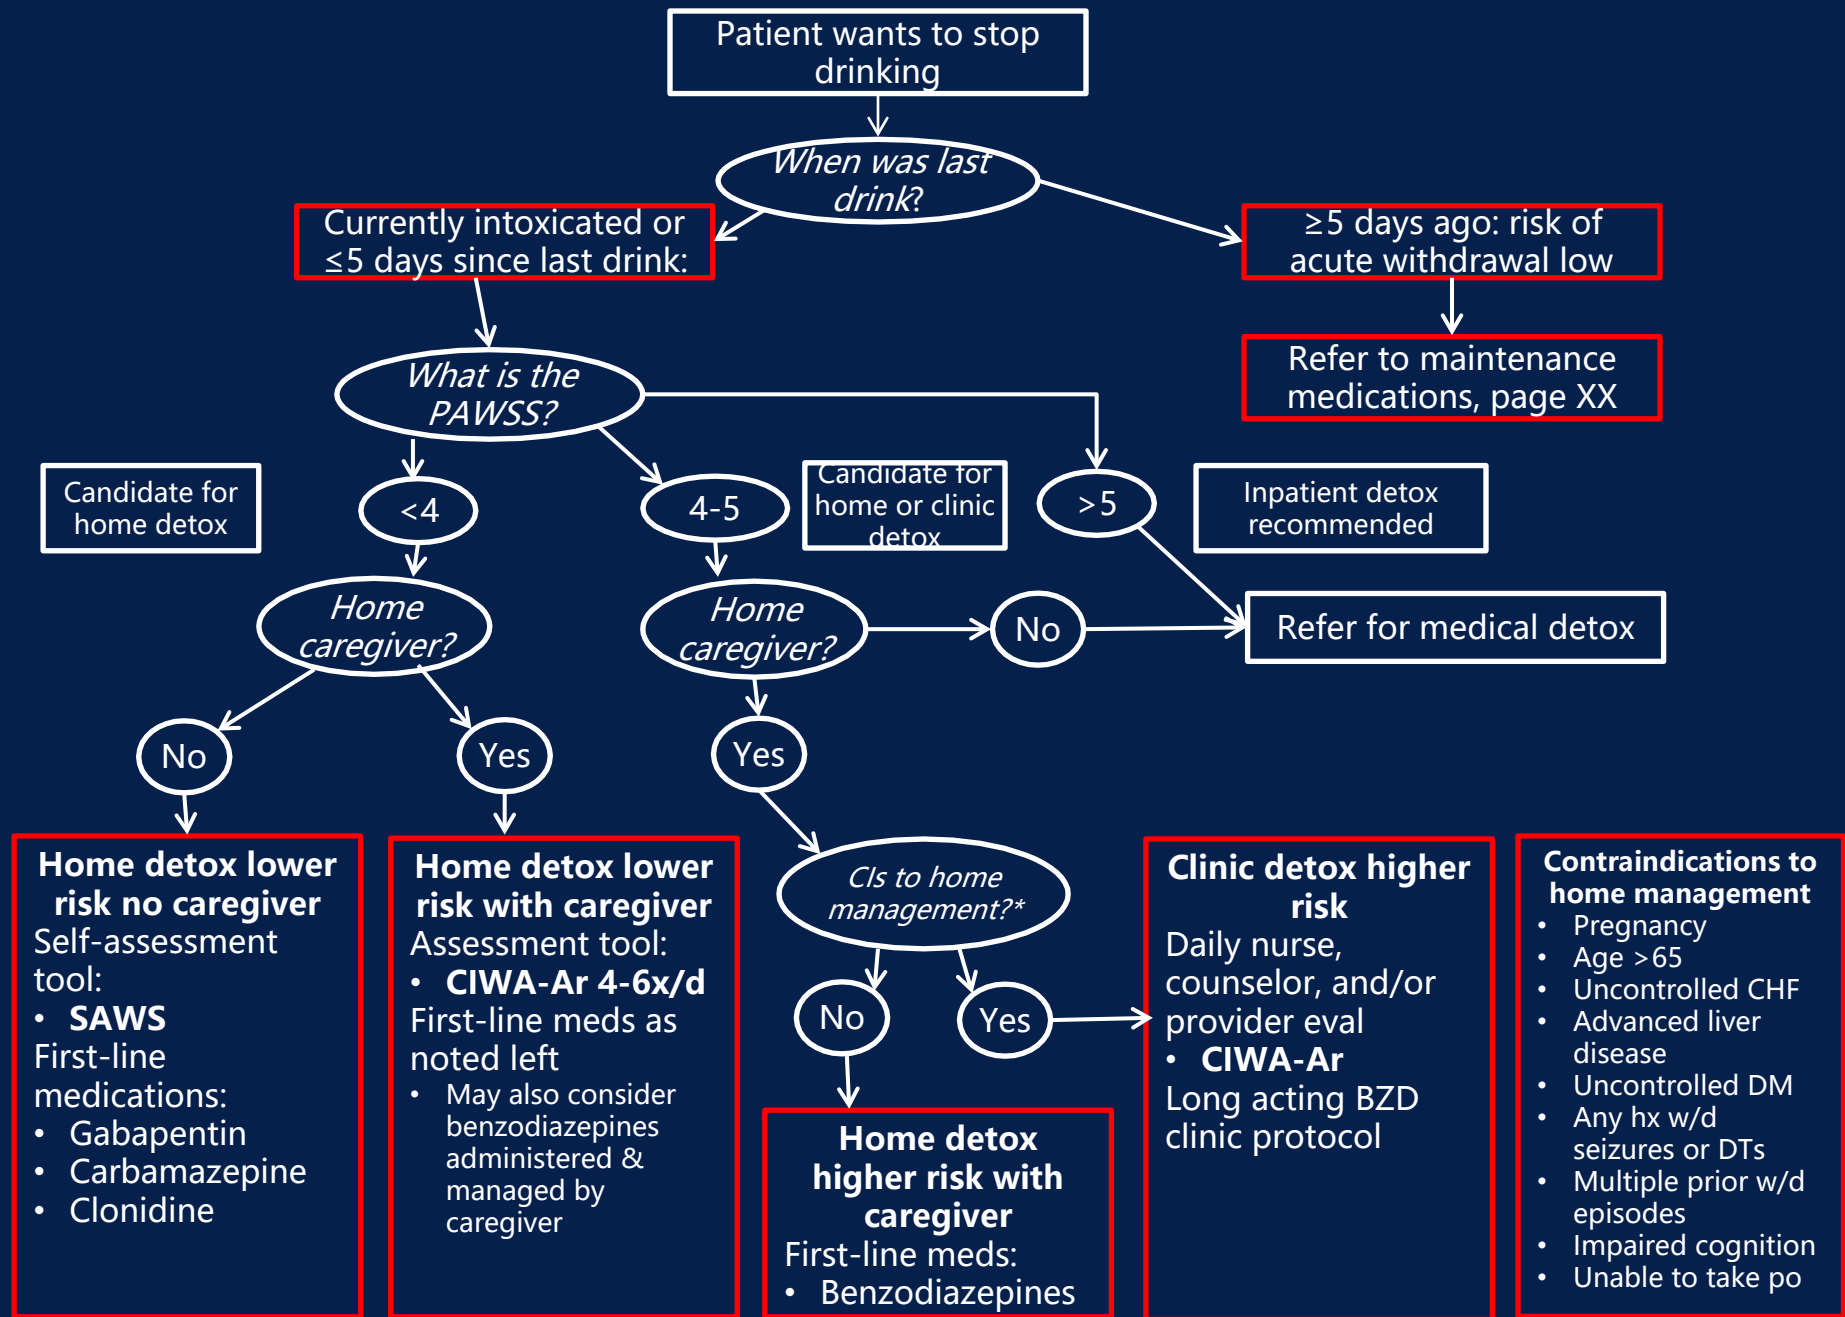 Patient wants to stop
drinking
When was last
drink?
Currently intoxicated or
≤5 days since last drink:
≥5 days ago: risk of
acute withdrawal low
Refer to maintenance
medications, page XX
What is the
PAWSS?
Candidate for
home detox
<4
4-5
Candidate for
home or clinic
detox
>5
Inpatient detox
recommended
Home
caregiver?
Home
caregiver?
No
Refer for medical detox
No
Yes
Yes
Home detox lower
risk no caregiver
Self-assessment
tool:
• SAWS
First-line
medications:
• Gabapentin
• Carbamazepine
• Clonidine
Home detox lower
risk with caregiver
Assessment tool:
• CIWA-Ar 4-6x/d
First-line meds as
noted left
• May also consider
benzodiazepines
administered &
managed by
caregiver
CIs to home
management?*
No
Yes
Home detox
higher risk with
caregiver
First-line meds:
• Benzodiazepines
Clinic detox higher
risk
Daily nurse,
counselor, and/or
provider eval
• CIWA-Ar
Long acting BZD
clinic protocol
Contraindications to
home management
• Pregnancy
• Age >65
• Uncontrolled CHF
• Advanced liver
disease
• Uncontrolled DM
• Any hx w/d
seizures or DTs
• Multiple prior w/d
episodes
• Impaired cognition
• Unable to take po